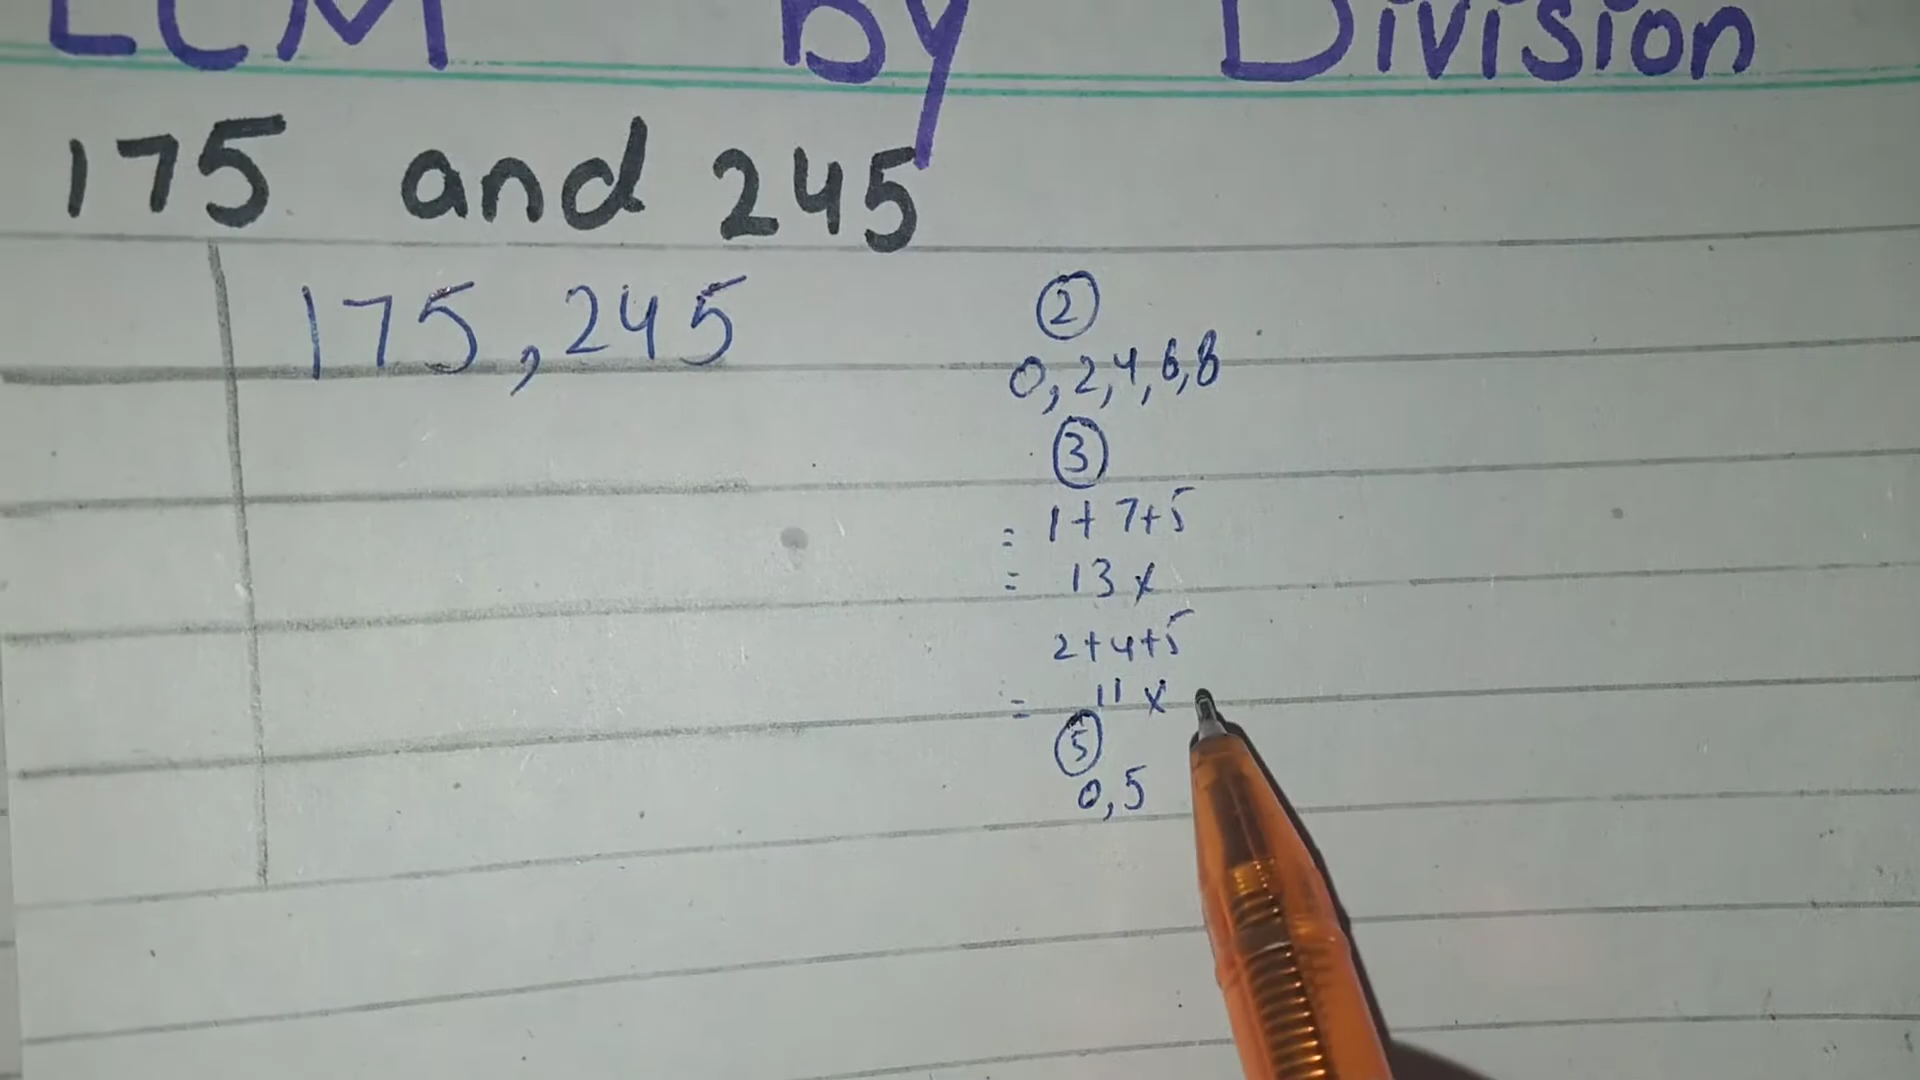 LCM By Division
175 and 245
175,245
2
0,2,4,6,8
3
= 1+7+5
= 13 x
2+4+5
= 11 x
5
0,5